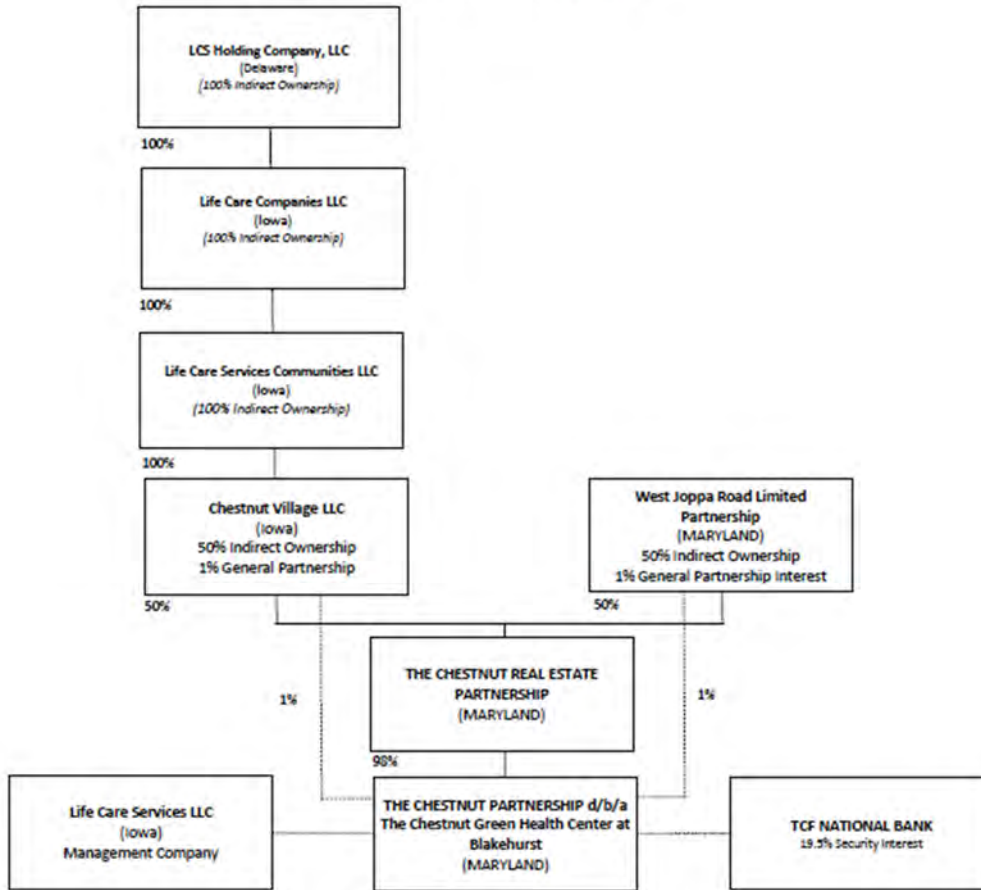 LCS Holding Company, LLC
(Delaware)
(100% Indirect Ownership)
100%
Life Care Companies LLC
(Iowa)
(100% Indirect Ownership)
100%
Life Care Services Communities LLC
(Iowa)
(100% Indirect Ownership)
100%
Chestnut Village LLC
(Iowa)
50% Indirect Ownership
1% General Partnership
50%
West Joppa Road Limited
Partnership
(MARYLAND)
50% Indirect Ownership
1% General Partnership Interest
50%
1%
THE CHESTNUT REAL ESTATE
PARTNERSHIP
(MARYLAND)
1%
98%
Life Care Services LLC
(Iowa)
Management Company
THE CHESTNUT PARTNERSHIP d/b/a
The Chestnut Green Health Center at
Blakehurst
(MARYLAND)
TCF NATIONAL BANK
19.5% Security Interest